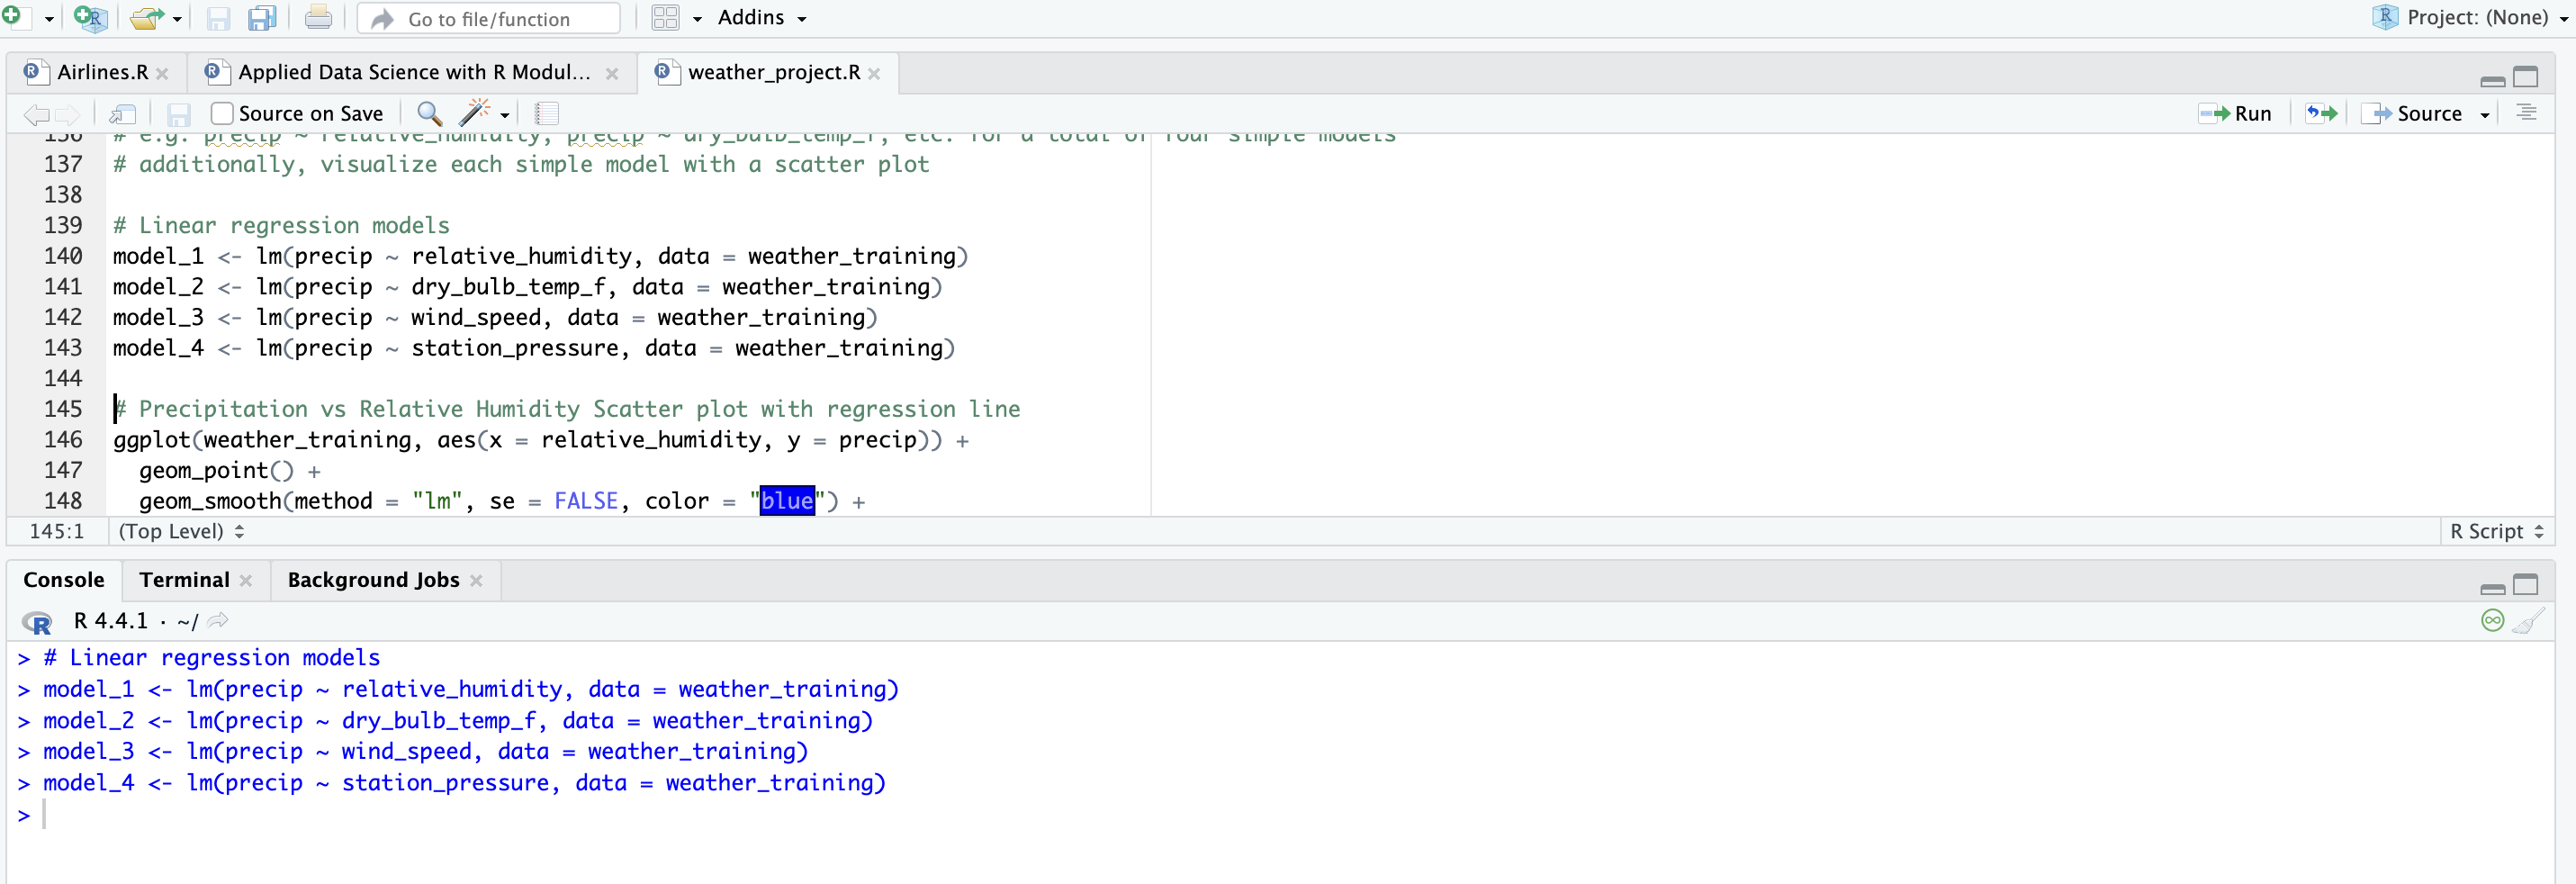 Go to file/function
Addins
Project: (None)
Airlines.R
Applied Data Science with R Modul...
weather_project.R
Source on Save
Run
Source
136 # e.g. precip ~ relative_humidity, precip ~ dry_bulb_temp_f, etc. for a total of four simple models
137 # additionally, visualize each simple model with a scatter plot
138
139 # Linear regression models
140 model_1 <- lm(precip ~ relative_humidity, data = weather_training)
141 model_2 <- lm(precip ~ dry_bulb_temp_f, data = weather_training)
142 model_3 <- lm(precip ~ wind_speed, data = weather_training)
143 model_4 <- lm(precip ~ station_pressure, data = weather_training)
144
145 # Precipitation vs Relative Humidity Scatter plot with regression line
146 ggplot(weather_training, aes(x = relative_humidity, y = precip)) +
147   geom_point() +
148   geom_smooth(method = "lm", se = FALSE, color = "blue") +
145:1 (Top Level)
R Script
Console Terminal Background Jobs
R 4.4.1 · ~/
> # Linear regression models
> model_1 <- lm(precip ~ relative_humidity, data = weather_training)
> model_2 <- lm(precip ~ dry_bulb_temp_f, data = weather_training)
> model_3 <- lm(precip ~ wind_speed, data = weather_training)
> model_4 <- lm(precip ~ station_pressure, data = weather_training)
>